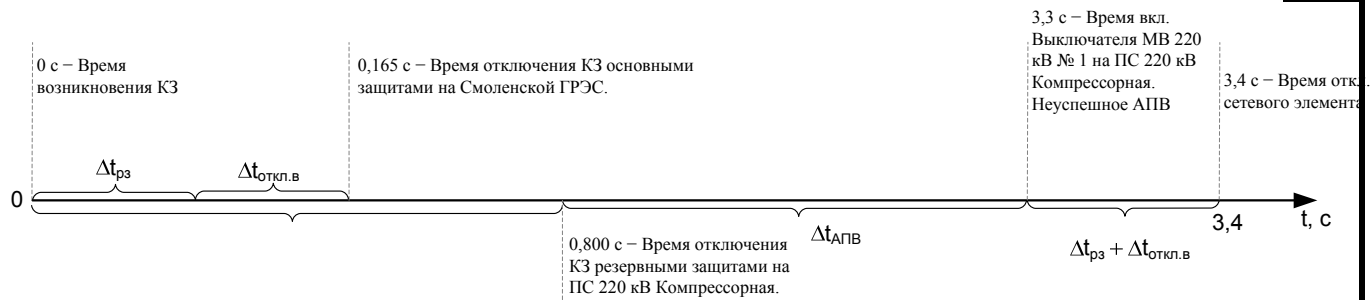 0 с − Время
возникновения КЗ
0,165 с − Время отключения КЗ основными
защитами на Смоленской ГРЭС.
3,3 с − Время вкл.
Выключателя МВ 220
кВ № 1 на ПС 220 кВ
Компрессорная.
Неуспешное АПВ
3,4 с − Время откл.
сетевого элемента
Δtрз
Δtоткл.в
0
0,800 с − Время отключения
КЗ резервными защитами на
ПС 220 кВ Компрессорная.
ΔtАПВ
Δtрз + Δtоткл.в
3,4
t, с